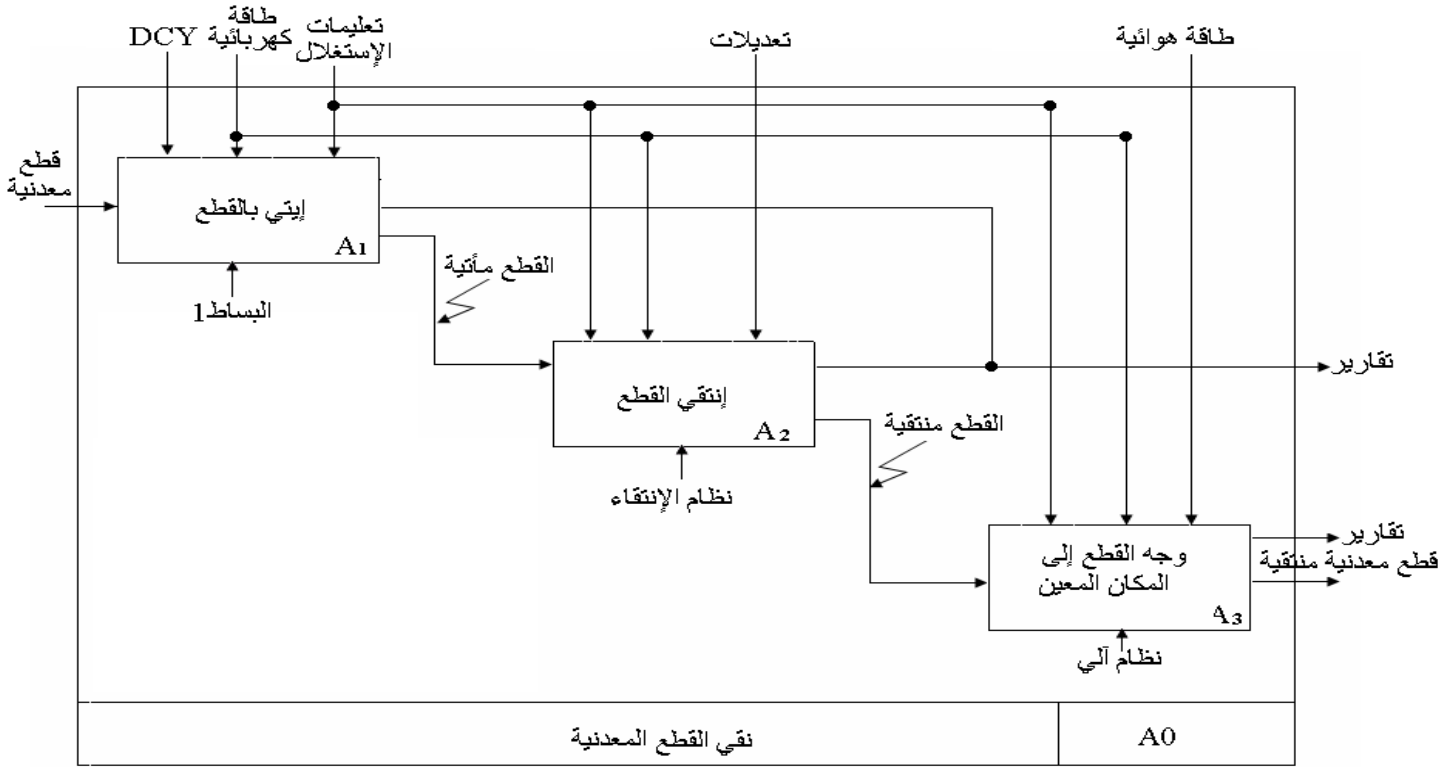 DCY
طاقة
كهربائية
تعليمات
الإستغلال
تعديلات
طاقة هوائية
قطع
معدنية
إيتي بالقطع
A1
البساط1
القطع مأتية
إنتقي القطع
A2
نظام الإنتقاء
تقارير
القطع منتقية
وجه القطع إلى
المكان المعين
A3
نظام آلي
تقارير
قطع معدنية منتقية
نقي القطع المعدنية
A0